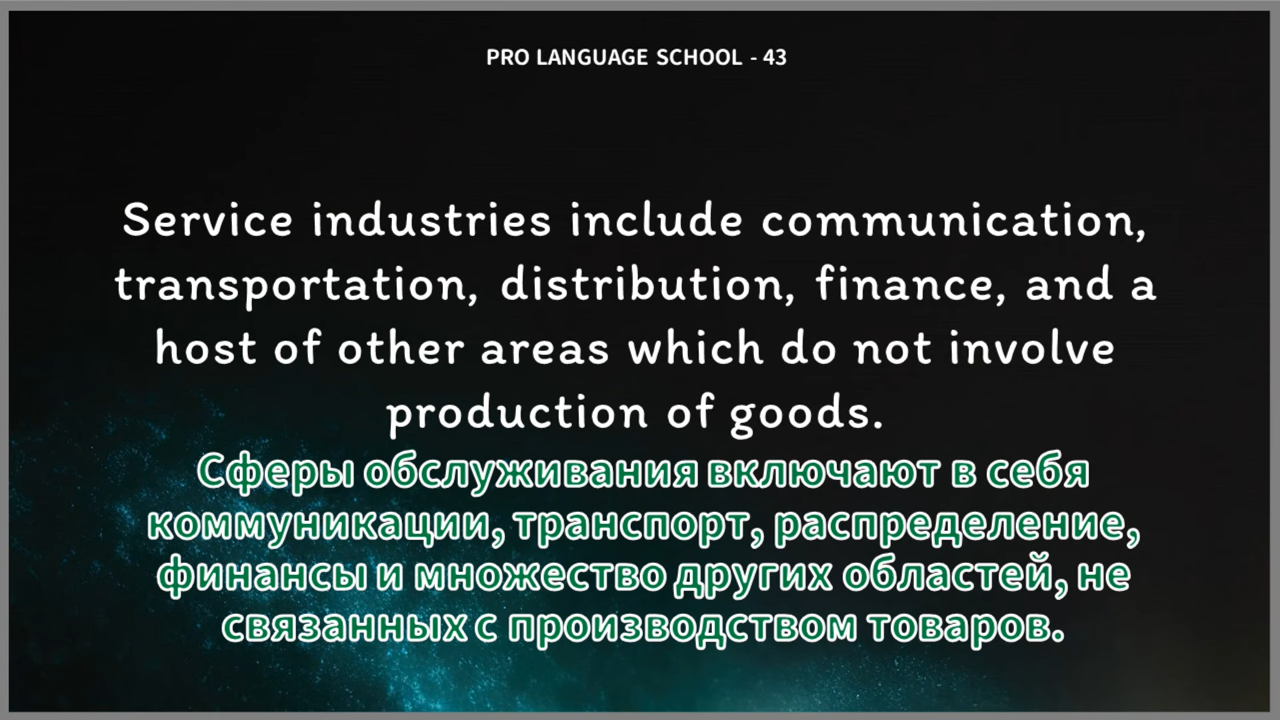 PRO LANGUAGE SCHOOL - 43
Service industries include communication,
transportation, distribution, finance, and a
host of other areas which do not involve
production of goods.
Сферы обслуживания включают в себя
коммуникации, транспорт, распределение,
финансы и множество других областей, не
связанных с производством товаров.